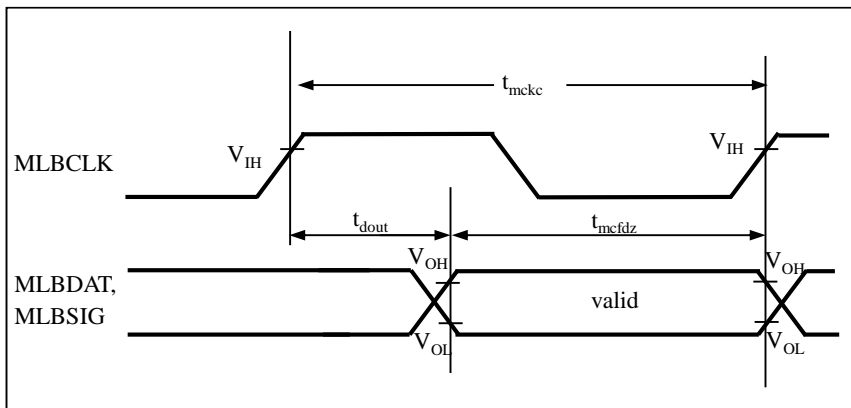 t_mckc
MLBCLK
V_IH
V_IH
t_dout
t_mcfdz
V_OH
V_OH
MLBDAT,
MLBSIG
valid
V_OL
V_OL